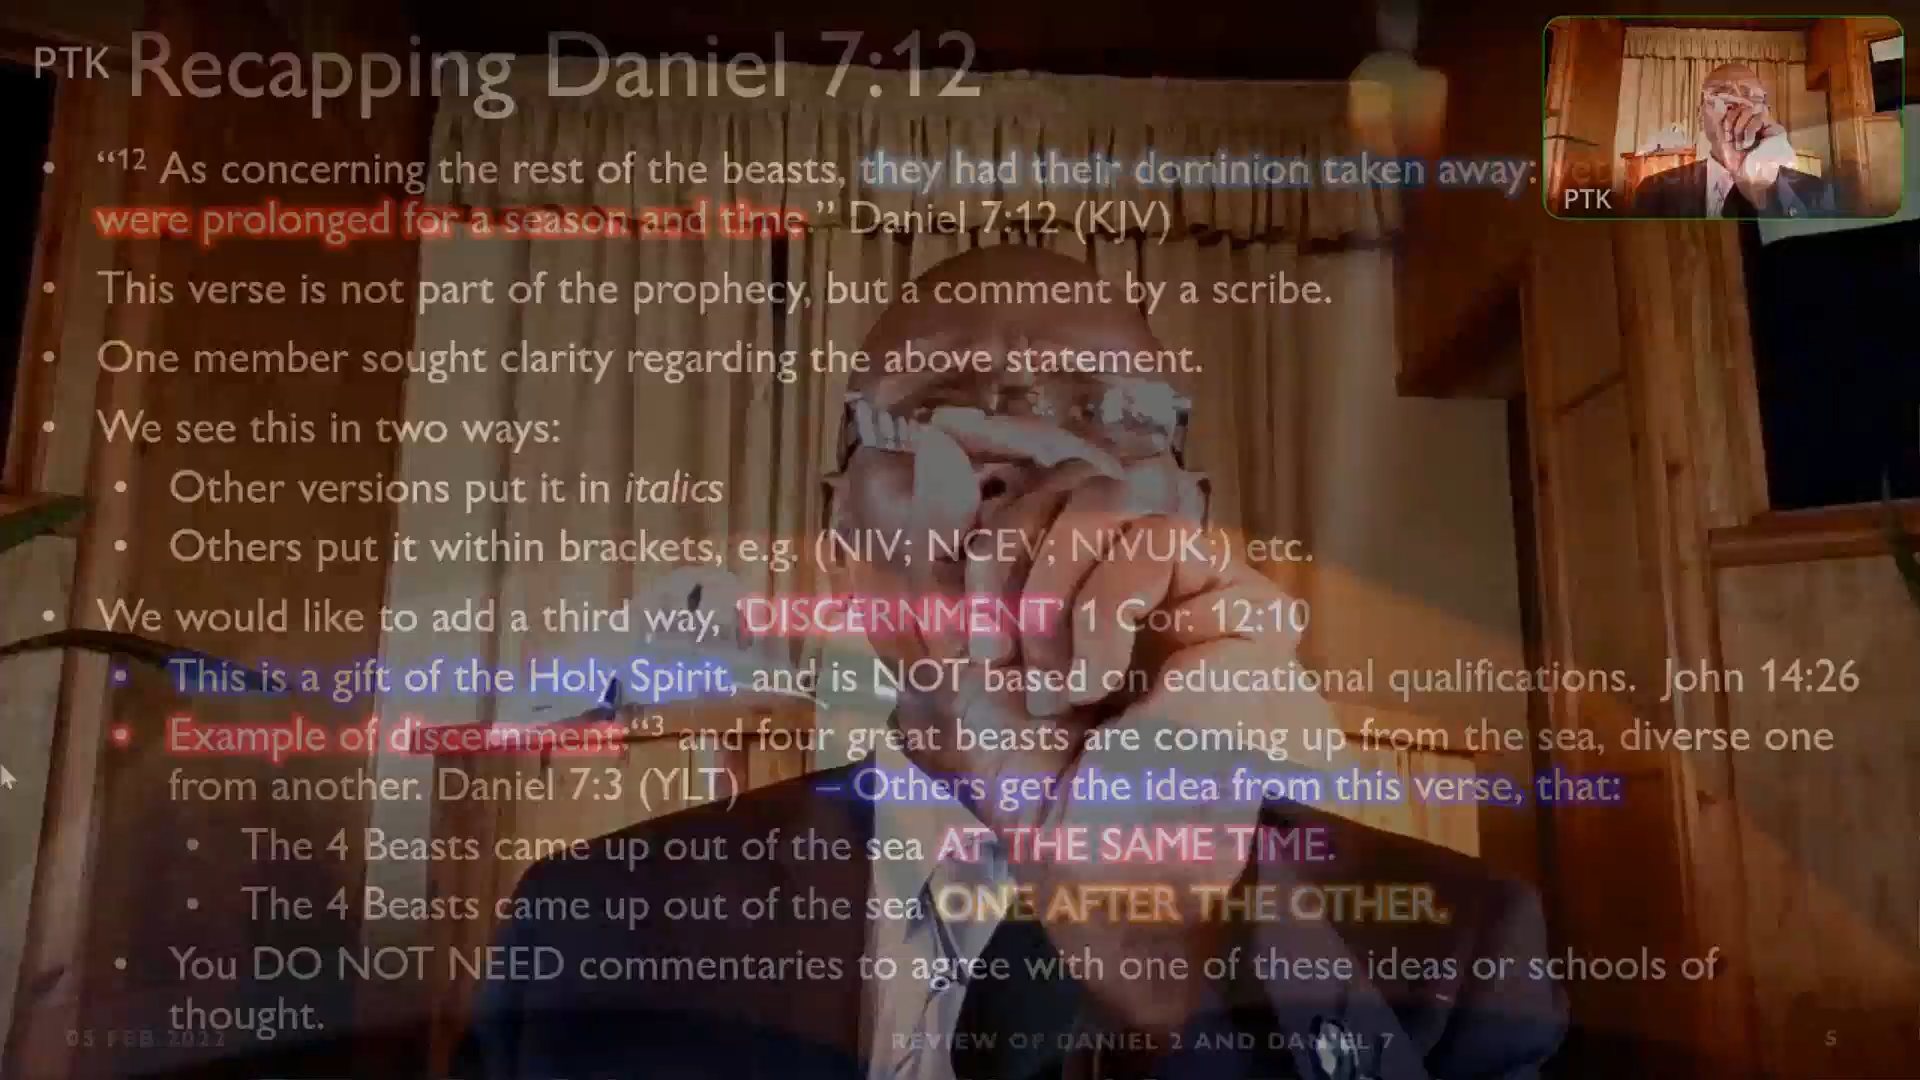 PTK Recapping Daniel 7:12
PTK
• “12 As concerning the rest of the beasts, they had their dominion taken away:
were prolonged for a season and time.” Daniel 7:12 (KJV)
• This verse is not part of the prophecy, but a comment by a scribe.
• One member sought clarity regarding the above statement.
• We see this in two ways:
• Other versions put it in italics
• Others put it within brackets, e.g. (NIV; NCEV; NIVUK;) etc.
• We would like to add a third way, ‘DISCERNMENT’ 1 Cor. 12:10
• This is a gift of the Holy Spirit, and is NOT based on educational qualifications. John 14:26
• Example of discernment:“3 and four great beasts are coming up from the sea, diverse one
from another. Daniel 7:3 (YLT) – Others get the idea from this verse, that:
• The 4 Beasts came up out of the sea AT THE SAME TIME.
• The 4 Beasts came up out of the sea ONE AFTER THE OTHER.
• You DO NOT NEED commentaries to agree with one of these ideas or schools of
thought.
05 FEB 2022 REVIEW OF DANIEL 2 AND DANIEL 7 5